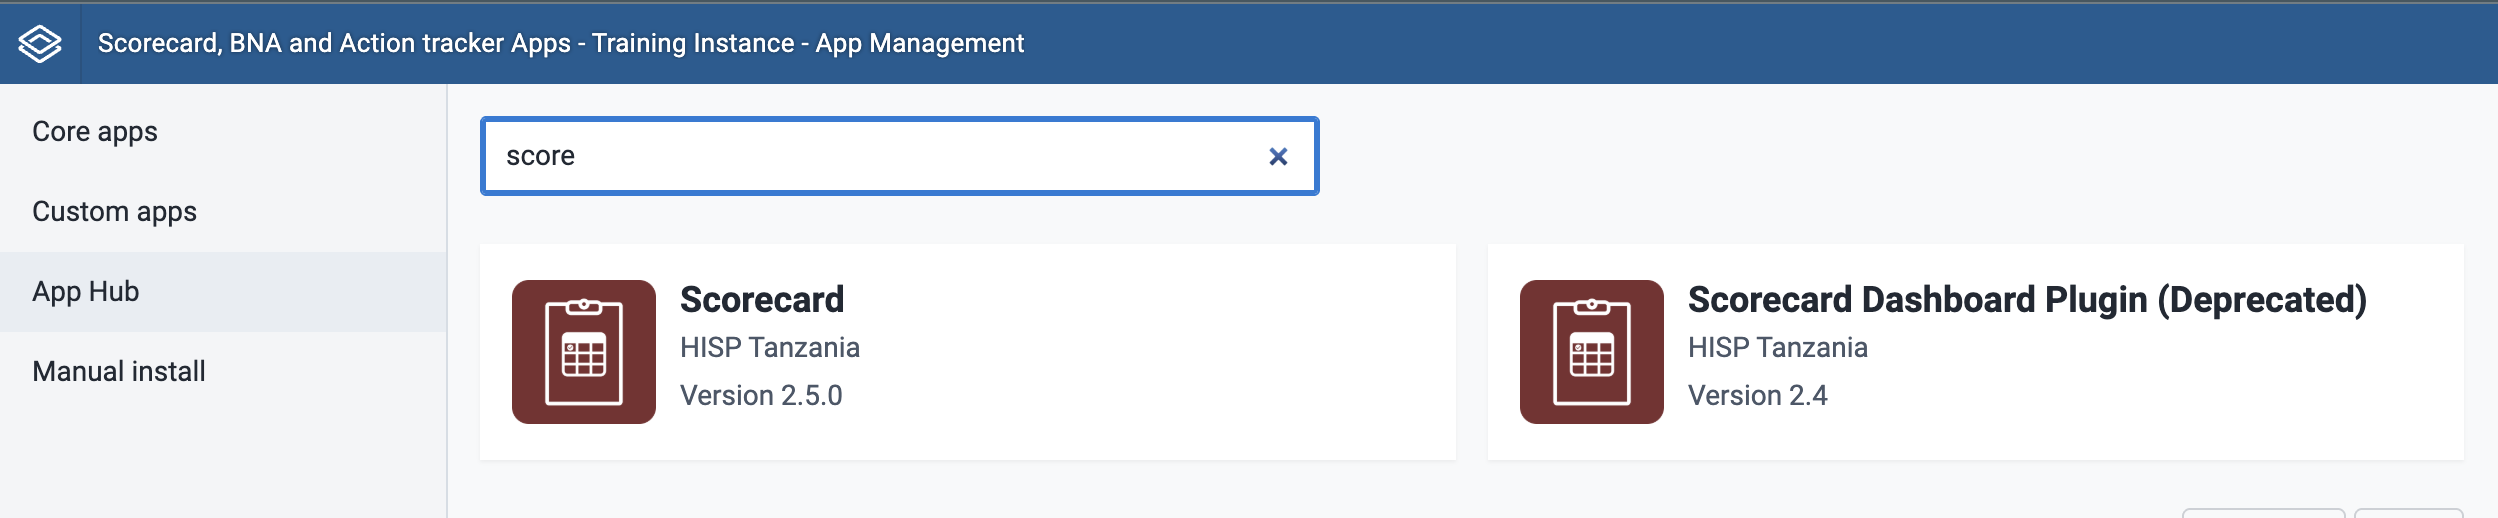 Scorecard, BNA and Action tracker Apps - Training Instance - App Management
Core apps
Custom apps
App Hub
Manual install
score
Scorecard
HISP Tanzania
Version 2.5.0
Scorecard Dashboard Plugin (Deprecated)
HISP Tanzania
Version 2.4